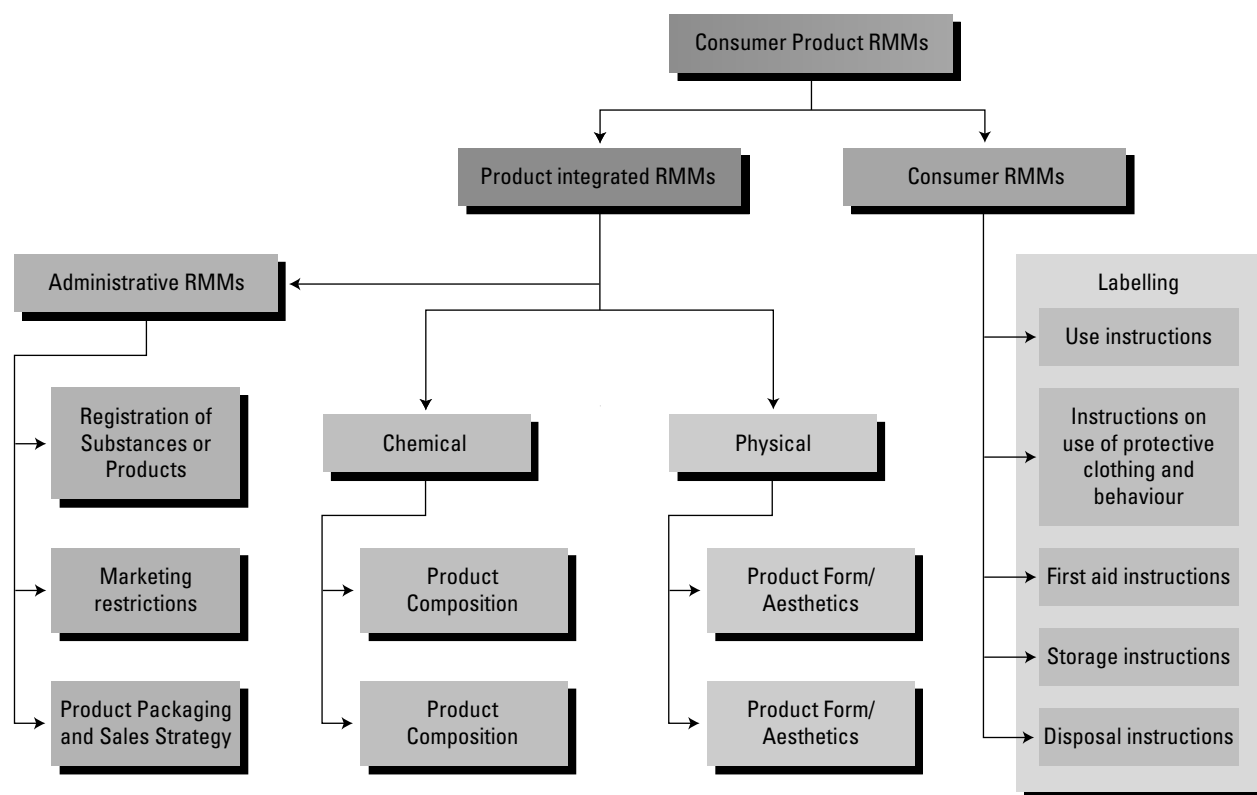 Consumer Product RMMs
Product integrated RMMs
Consumer RMMs
Administrative RMMs
Registration of
Substances or
Products
Marketing
restrictions
Product Packaging
and Sales Strategy
Chemical
Product
Composition
Product
Composition
Physical
Product Form/
Aesthetics
Product Form/
Aesthetics
Labelling
Use instructions
Instructions on
use of protective
clothing and
behaviour
First aid instructions
Storage instructions
Disposal instructions